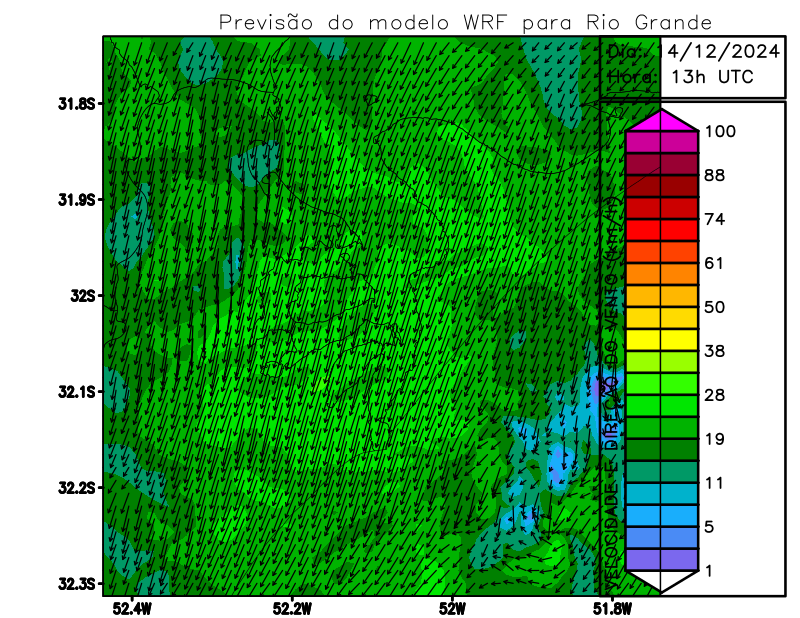 Previsão do modelo WRF para Rio Grande
Dia: 14/12/2024
Hora: 13h UTC
31.8S
31.9S
32S
32.1S
32.2S
32.3S
52.4W
52.2W
52W
51.8W
VELOCIDADE E DIREÇÃO DO VENTO (km/h)
100
88
74
61
50
38
28
19
11
5
1